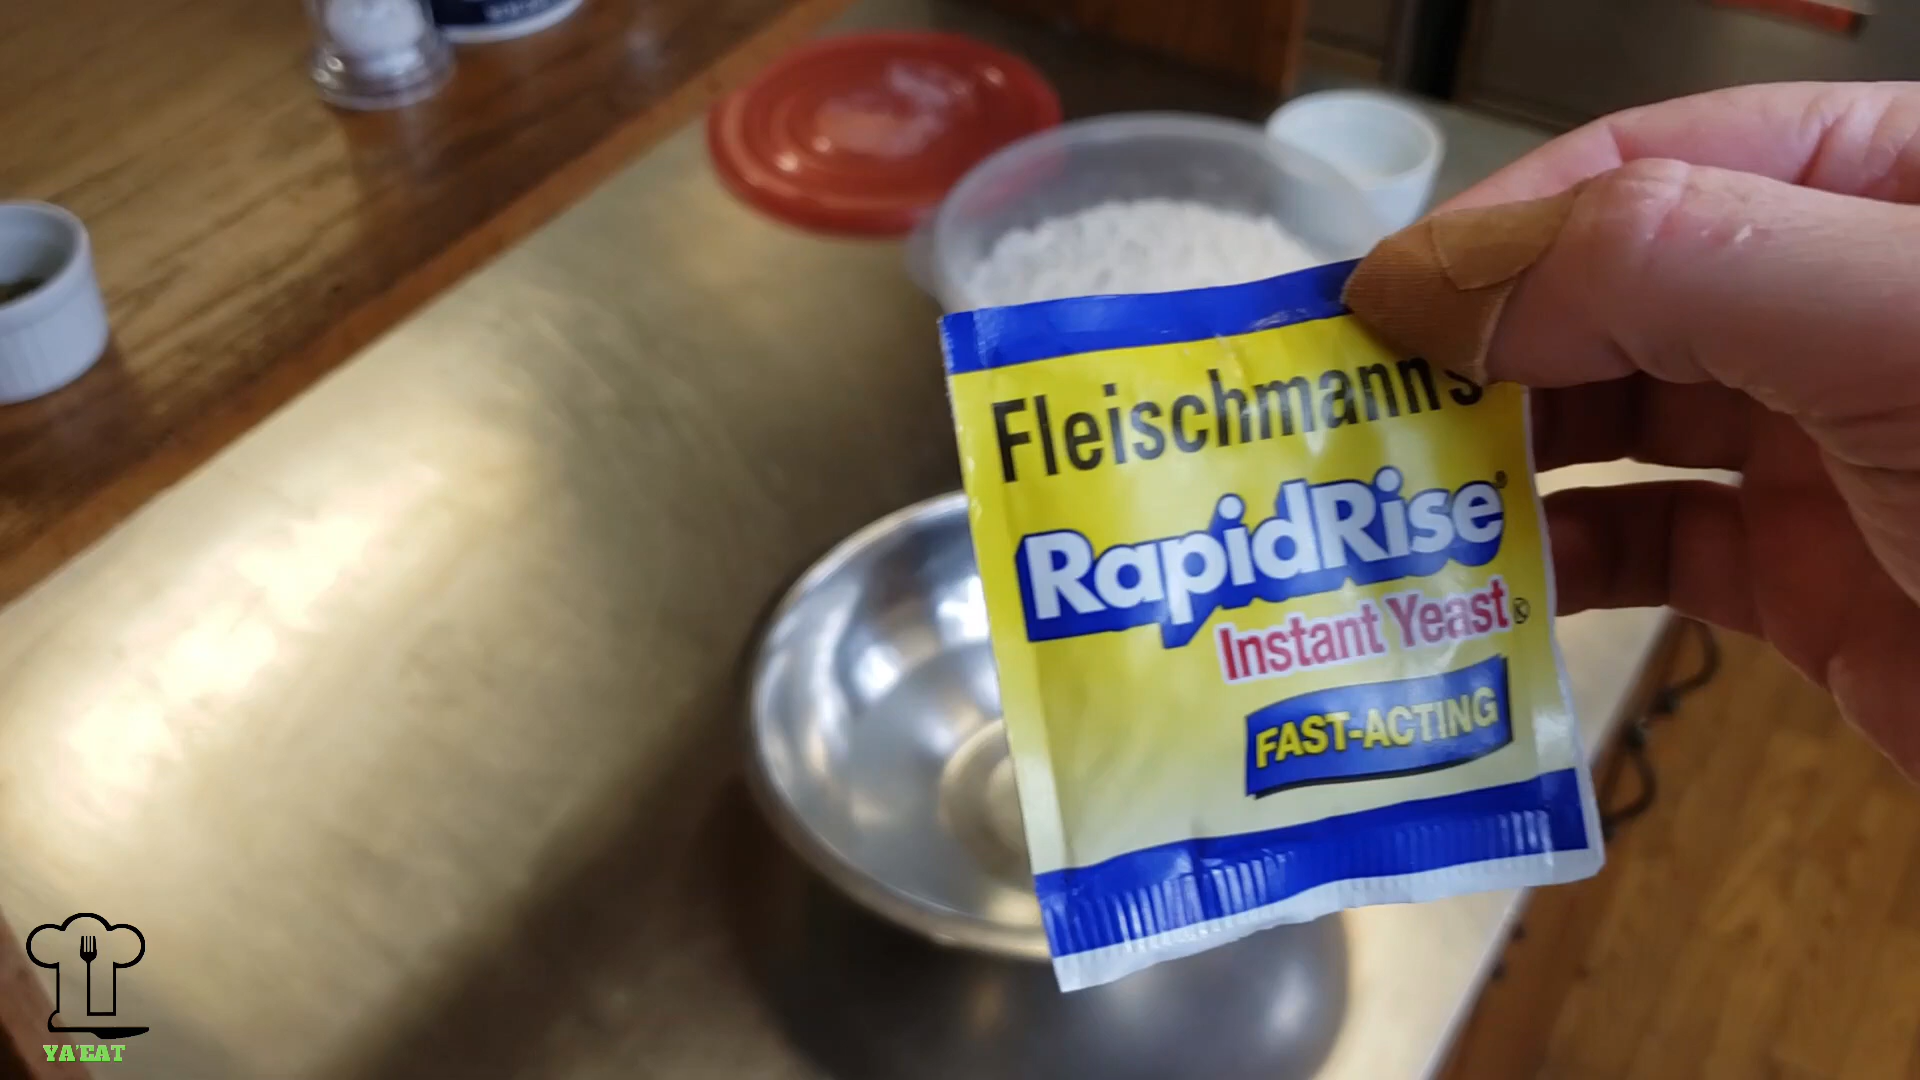 Fleischmann's
RapidRise®
Instant Yeast®
FAST-ACTING
YA'EAT